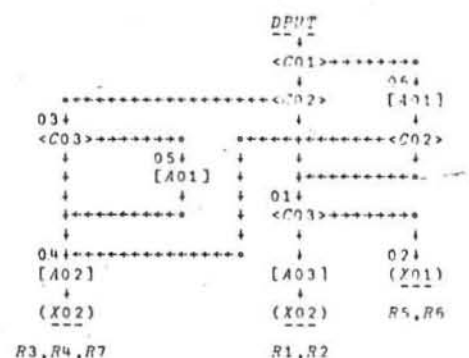 DPUT
<C01>
06
<C02> [A01]
03
<C03> <C02>
05
[A01] 01
<C03>
04 02
[A02] [A03] (X01)
(X02) (X02) R5,R6
R3,R4,R7 R1,R2